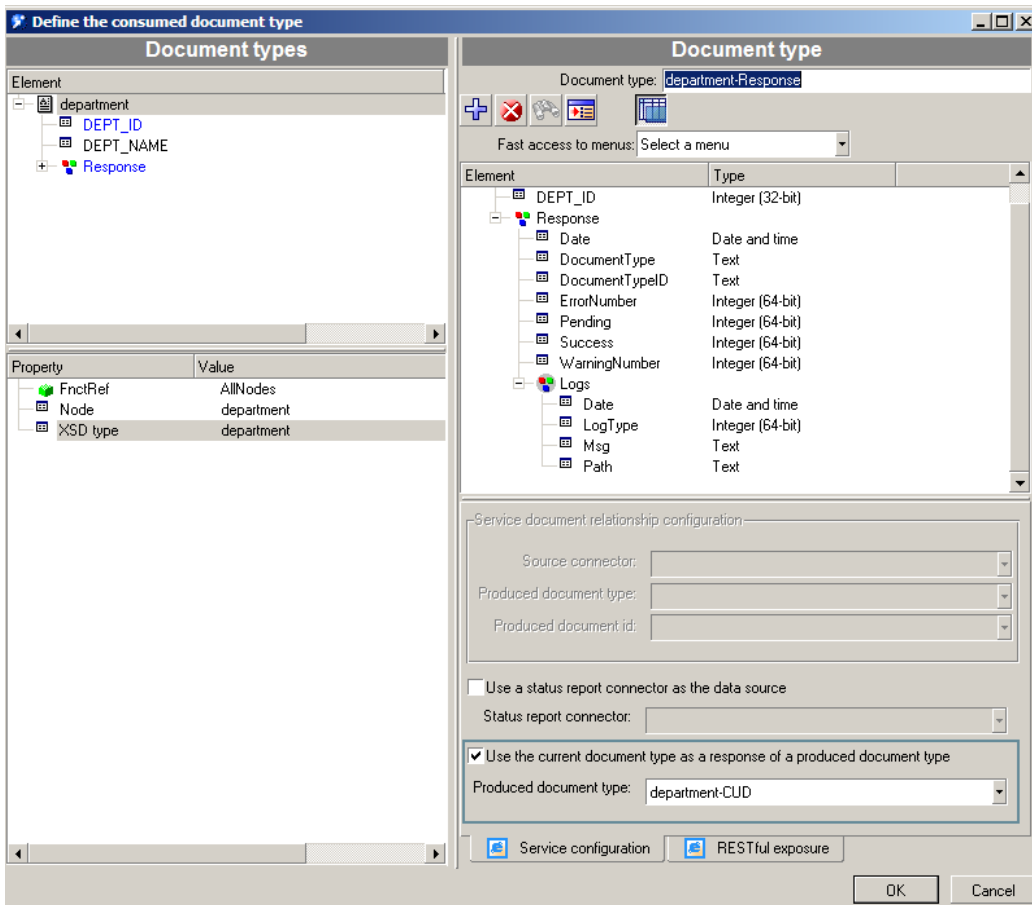 Define the consumed document type
Document types
Element
department
DEPT_ID
DEPT_NAME
Response
Property Value
FnctRef AllNodes
Node department
XSD type department
Document type
Document type: department-Response
Fast access to menus: Select a menu
Element Type
DEPT_ID Integer (32-bit)
Response
Date Date and time
DocumentType Text
DocumentTypeID Text
ErrorNumber Integer (64-bit)
Pending Integer (64-bit)
Success Integer (64-bit)
WarningNumber Integer (64-bit)
Logs
Date Date and time
LogType Integer (64-bit)
Msg Text
Path Text
Service document relationship configuration
Source connector:
Produced document type:
Produced document id:
Use a status report connector as the data source
Status report connector:
Use the current document type as a response of a produced document type
Produced document type: department-CUD
Service configuration RESTful exposure
OK Cancel